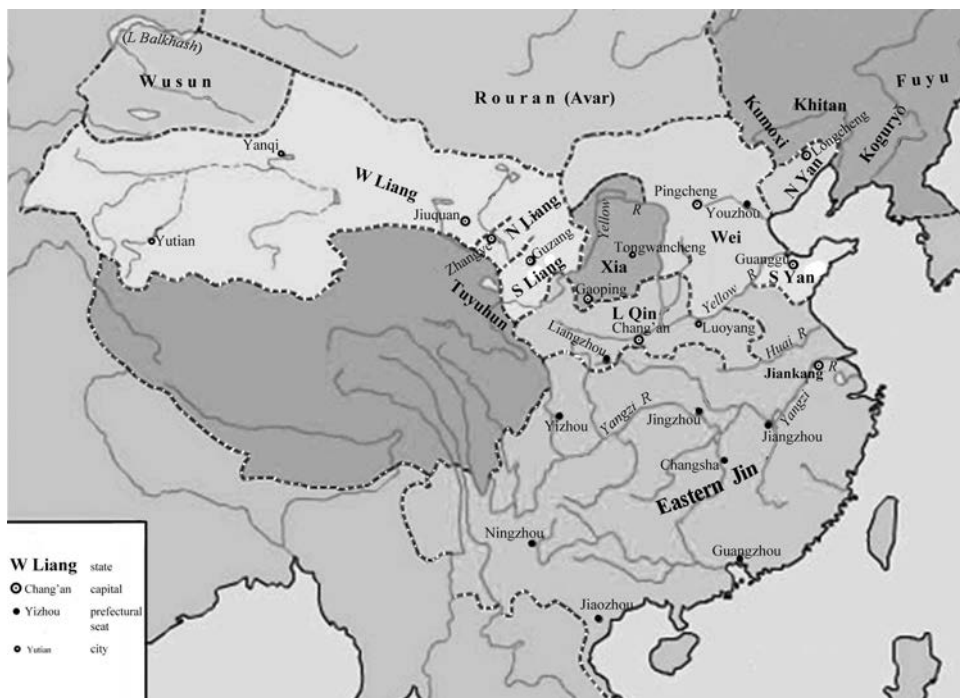 (L Balkhash)
Wusun
Rouran (Avar)
Fuyu
Khitan
Kumoxi
Koguryŏ
Longcheng
N Yan
Yanqi
W Liang
Jiuquan
N Liang
Zhangye
Guzang
S Liang
Yutian
Tuyuhun
Yellow
R
Pingcheng
Youzhou
Wei
Tongwancheng
Xia
Gaoping
Guanggu
S Yan
L Qin
Chang'an
Yellow R
Luoyang
Liangzhou
Huai R
Jiankang
R
Yangzi
Yizhou
Yangzi R
Jingzhou
Jiangzhou
Changsha
Eastern Jin
Ningzhou
Guangzhou
Jiaozhou
W Liang state
Chang'an capital
Yizhou prefectural
seat
Yutian city